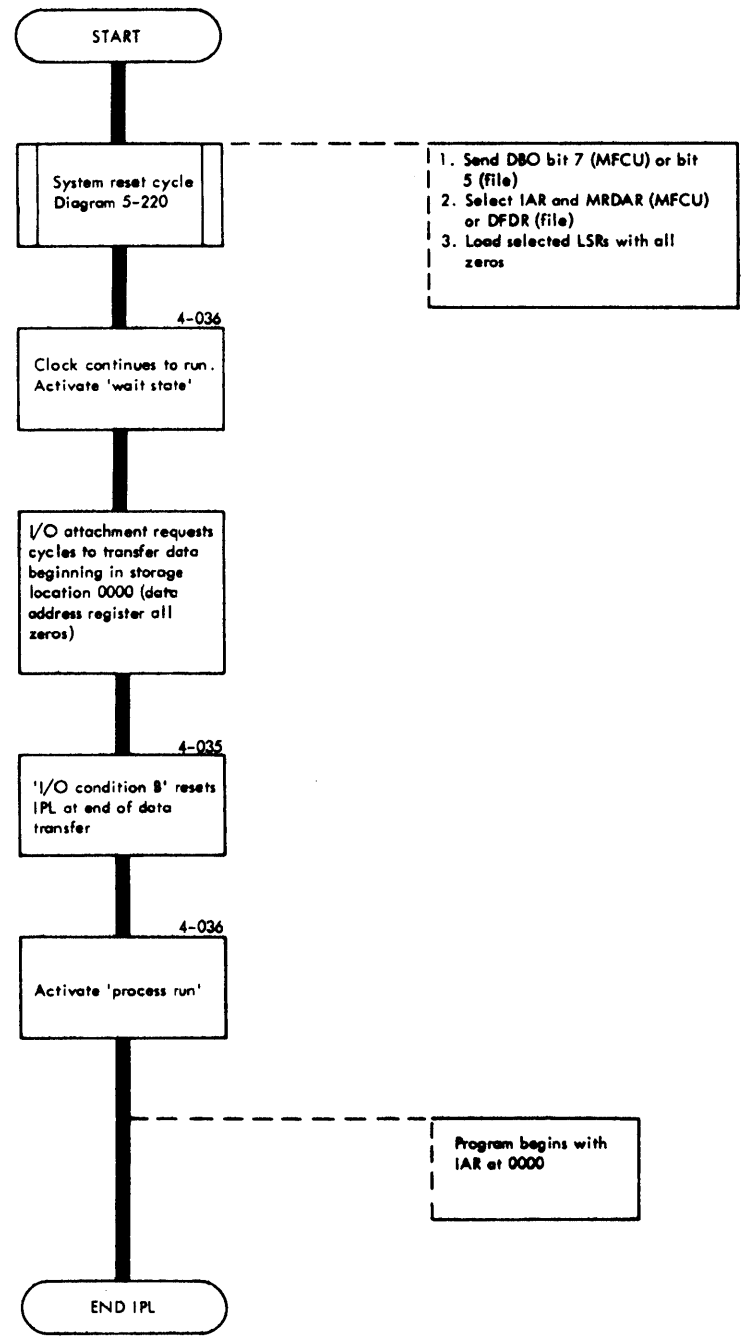 START
System reset cycle
Diagram 5-220
1. Send DBO bit 7 (MFCU) or bit
5 (file)
2. Select IAR and MRDAR (MFCU)
or DFDR (file)
3. Load selected LSRs with all
zeros
4-036
Clock continues to run.
Activate 'wait state'
I/O attachment requests
cycles to transfer data
beginning in storage
location 0000 (data
address register all
zeros)
4-035
'I/O condition B' resets
IPL at end of data
transfer
4-036
Activate 'process run'
Program begins with
IAR at 0000
END IPL